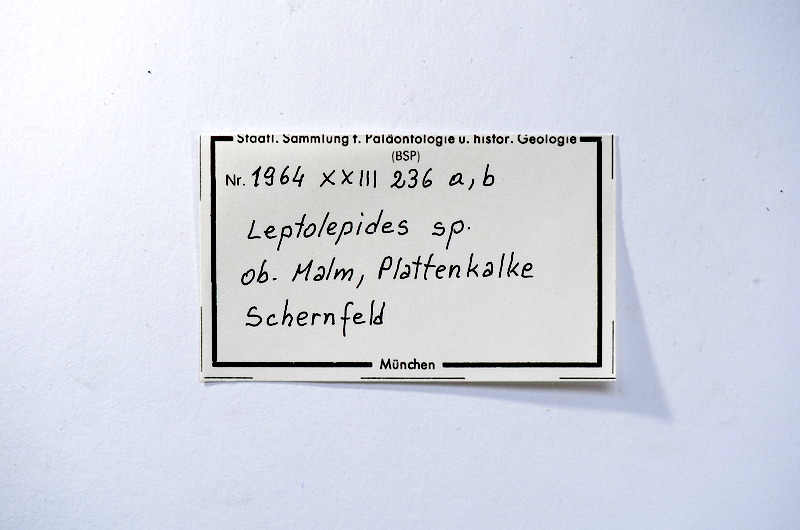 Staatl. Sammlung f. Paläontologie u. histor. Geologie
(BSP)
Nr. 1964 XXIII 236 a, b
Leptolepides sp.
ob. Malm, Plattenkalke
Schernfeld
München